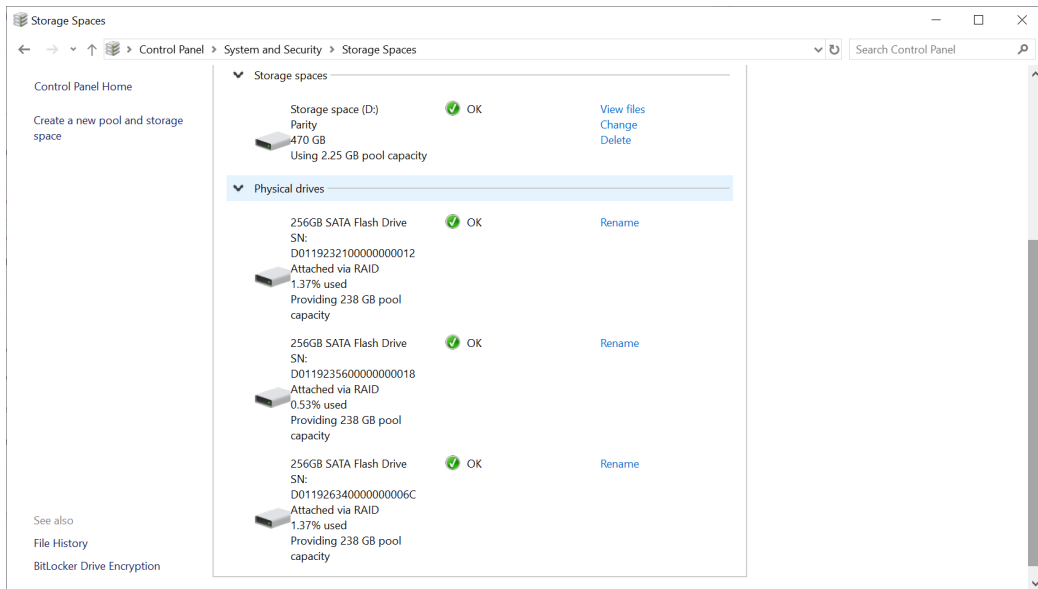 Storage Spaces
Control Panel > System and Security > Storage Spaces
Search Control Panel
Control Panel Home
Create a new pool and storage
space
See also
File History
BitLocker Drive Encryption
Storage spaces
Storage space (D:) OK View files
Parity Change
470 GB Delete
Using 2.25 GB pool capacity
Physical drives
256GB SATA Flash Drive OK Rename
SN:
D0119232100000000012
Attached via RAID
1.37% used
Providing 238 GB pool
capacity
256GB SATA Flash Drive OK Rename
SN:
D0119235600000000018
Attached via RAID
0.53% used
Providing 238 GB pool
capacity
256GB SATA Flash Drive OK Rename
SN:
D011926340000000006C
Attached via RAID
1.37% used
Providing 238 GB pool
capacity